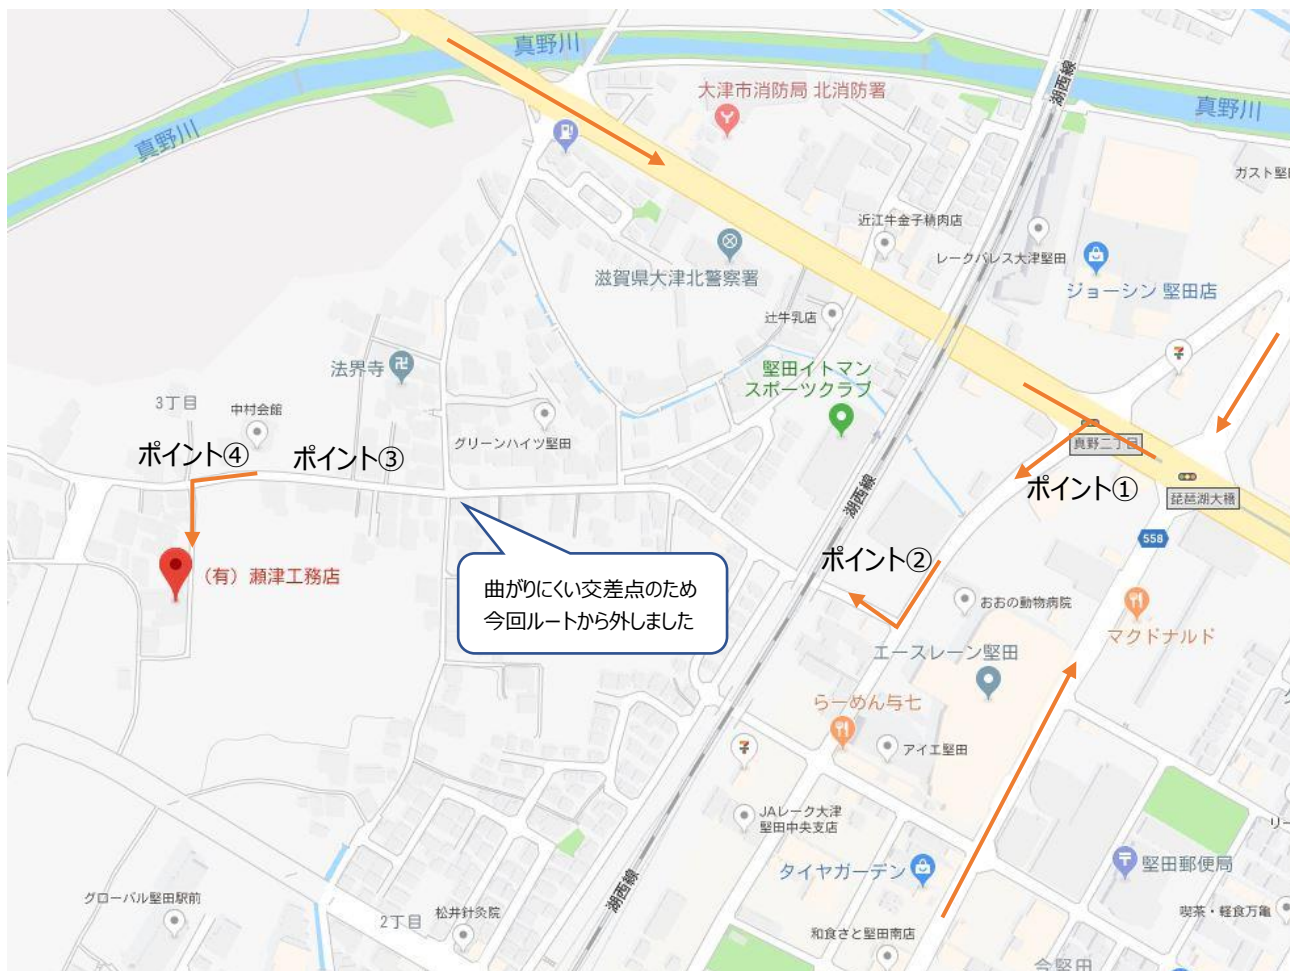 真野川
大津市消防局 北消防署
湖西線
真野川
真野川
ガスト堅
近江牛金子精肉店
レークパレス大津堅田
滋賀県大津北警察署
ジョーシン 堅田店
辻牛乳店
法界寺
堅田イトマン
スポーツクラブ
3丁目
中村会館
グリーンハイツ堅田
真野二丁目
ポイント④
ポイント③
ポイント①
湖西線
琵琶湖大橋
558
ポイント②
(有) 瀬津工務店
曲がりにくい交差点のため
今回ルートから外しました
おおの動物病院
マクドナルド
エースレーン堅田
らーめん与七
アイエ堅田
JAレーク大津
堅田中央支店
リー
タイヤガーデン
堅田郵便局
湖西線
グローバル堅田駅前
2丁目
松井針灸院
喫茶・軽食万亀
和食さと堅田南店
今堅田